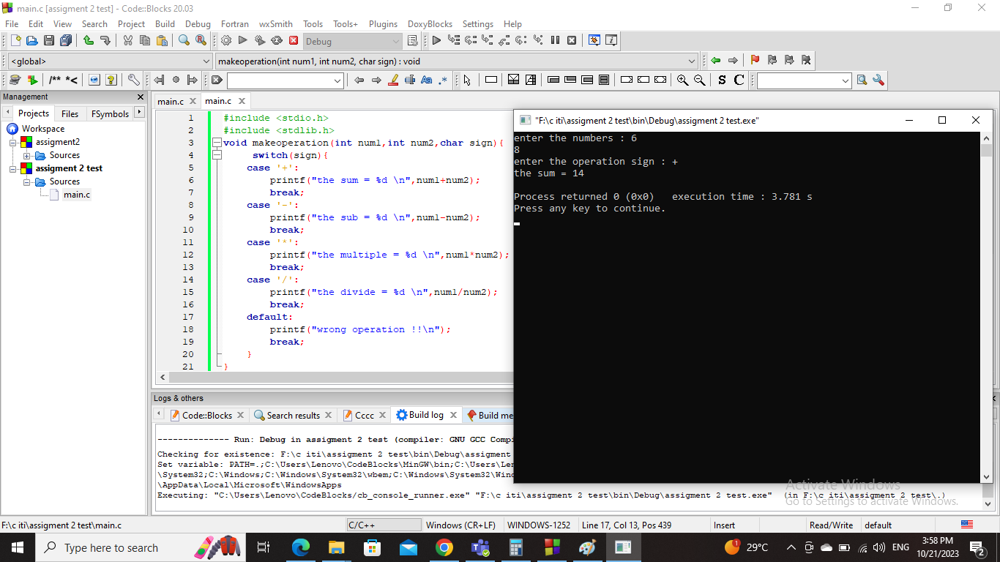 main.c [assigment 2 test] - Code::Blocks 20.03
File Edit View Search Project Build Debug Fortran wxSmith Tools Tools+ Plugins DoxyBlocks Settings Help
Debug
<global>
makeoperation(int num1, int num2, char sign) : void
/** *<
Aa .*
S C
Management
Projects Files FSymbols
Workspace
assigment2
Sources
assigment 2 test
Sources
main.c
main.c main.c
1 #include <stdio.h>
2 #include <stdlib.h>
3 void makeoperation(int num1,int num2,char sign){
4 switch(sign){
5 case '+':
6 printf("the sum = %d \n",num1+num2);
7 break;
8 case '-':
9 printf("the sub = %d \n",num1-num2);
10 break;
11 case '*':
12 printf("the multiple = %d \n",num1*num2);
13 break;
14 case '/':
15 printf("the divide = %d \n",num1/num2);
16 break;
17 default:
18 printf("wrong operation !!\n");
19 break;
20 }
21 }
"F:\c iti\assigment 2 test\bin\Debug\assigment 2 test.exe"
enter the numbers : 6
8
enter the operation sign : +
the sum = 14
Process returned 0 (0x0) execution time : 3.781 s
Press any key to continue.
Logs & others
Code::Blocks Search results Cccc Build log Build me
-------------- Run: Debug in assigment 2 test (compiler: GNU GCC Compi
Checking for existence: F:\c iti\assigment 2 test\bin\Debug\assigment
Set variable: PATH=.;C:\Users\Lenovo\CodeBlocks\MinGW\bin;C:\Users\Len
\System32;C:\Windows;C:\Windows\System32\wbem;C:\Windows\System32\Wind
\AppData\Local\Microsoft\WindowsApps
Executing: "C:\Users\Lenovo\CodeBlocks/cb_console_runner.exe" "F:\c iti\assigment 2 test\bin\Debug\assigment 2 test.exe" (in F:\c iti\assigment 2 test\.)
Activate Windows
Go to Settings to activate Windows.
F:\c iti\assigment 2 test\main.c C/C++ Windows (CR+LF) WINDOWS-1252 Line 17, Col 13, Pos 439 Insert Read/Write default
Type here to search
29°C
ENG
3:58 PM
10/21/2023
2